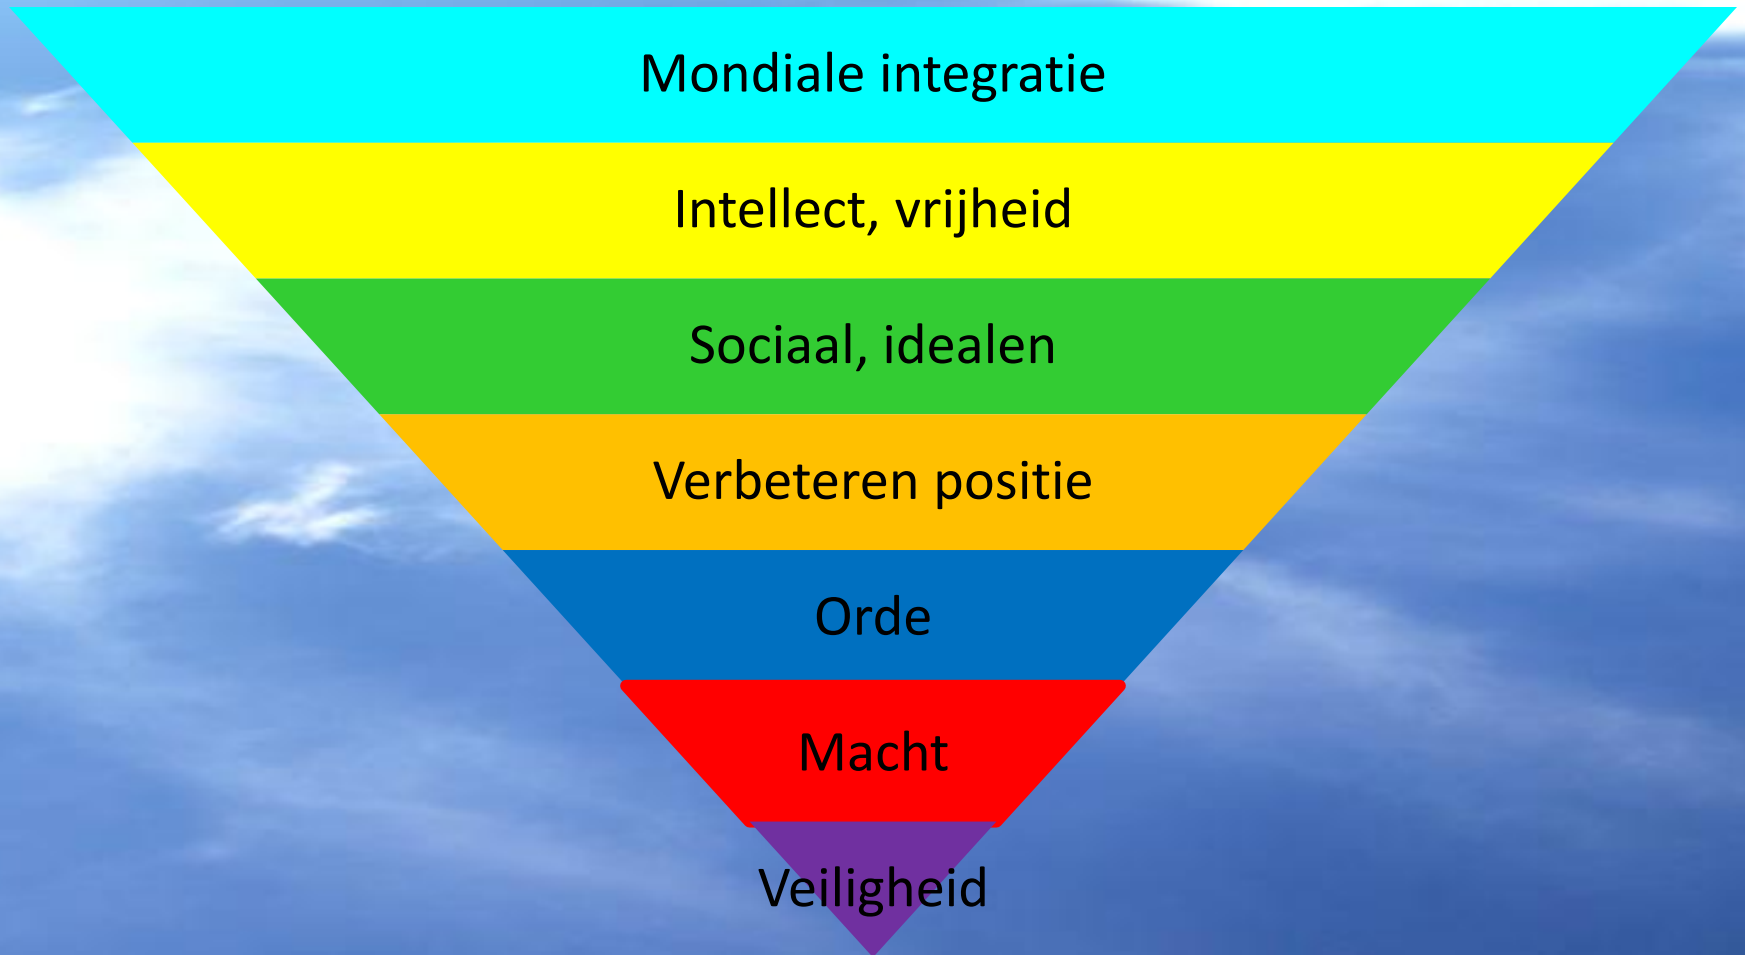 Mondiale integratie
Intellect, vrijheid
Sociaal, idealen
Verbeteren positie
Orde
Macht
Veiligheid